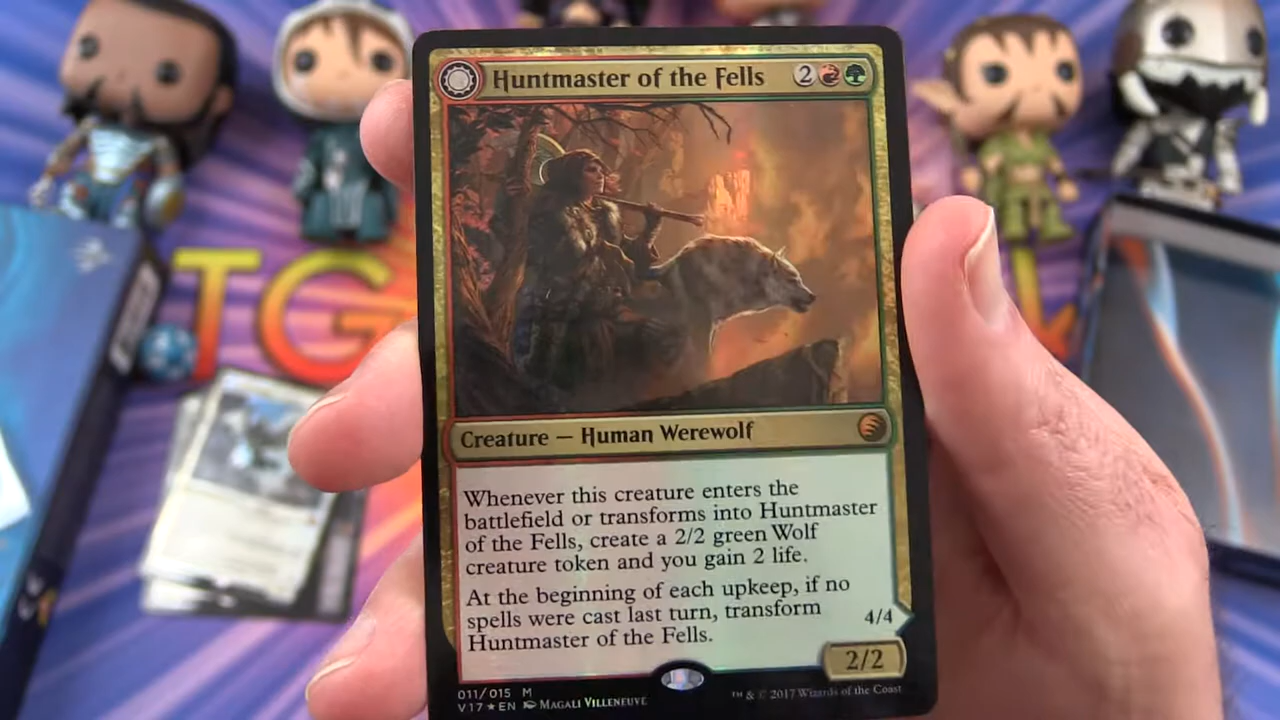 Huntmaster of the Fells 2
TG
Creature — Human Werewolf
Whenever this creature enters the
battlefield or transforms into Huntmaster
of the Fells, create a 2/2 green Wolf
creature token and you gain 2 life.
At the beginning of each upkeep, if no
spells were cast last turn, transform
Huntmaster of the Fells.
4/4
2/2
011/015 M
V17★EN Magali Villeneuve
™ & © 2017 Wizards of the Coast